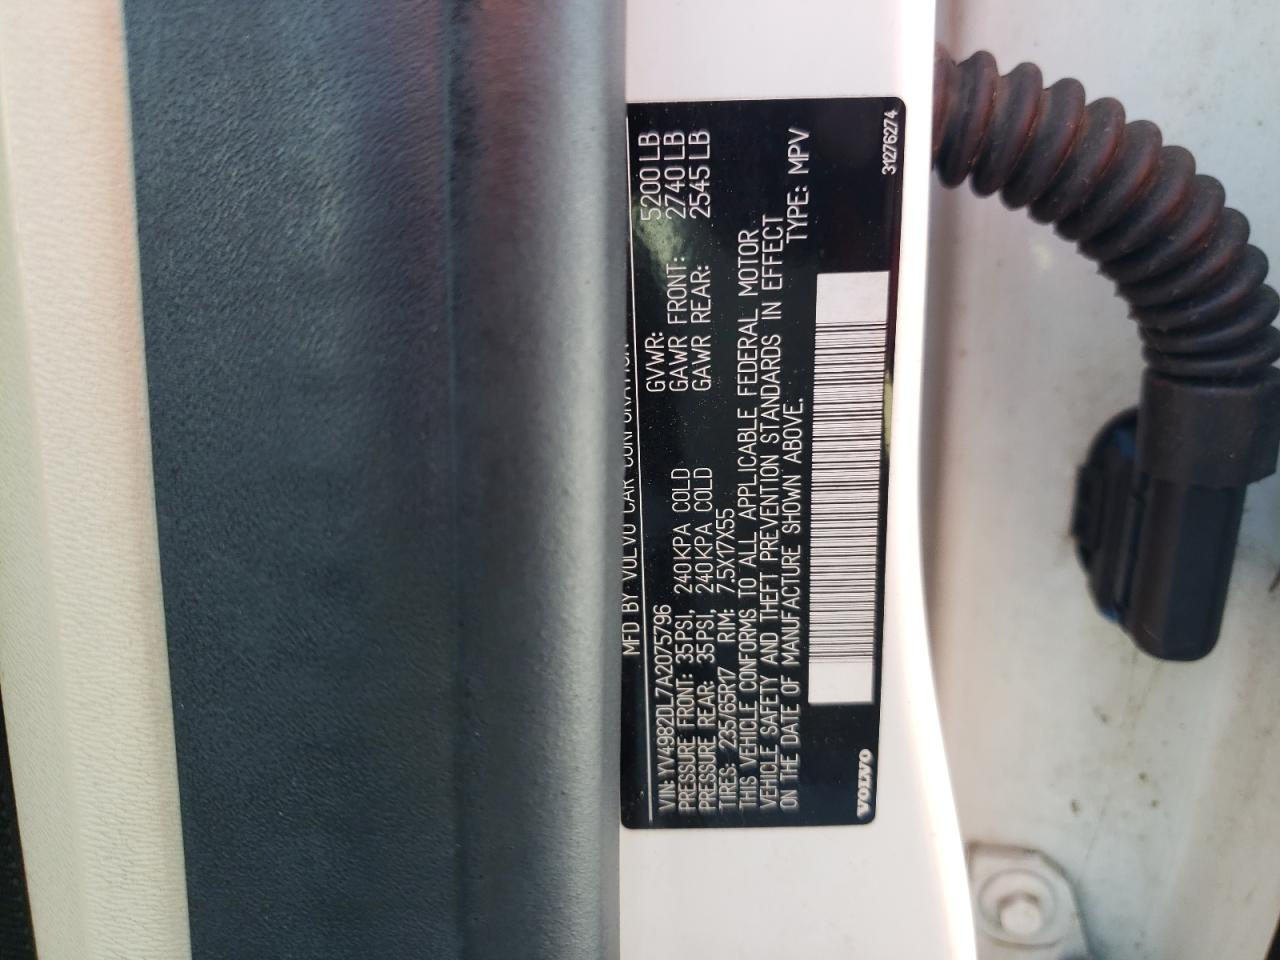 MFD BY: VOLVO CAR CORPORATION
VIN: YV4982DL7A2075796 GVWR: 5200 LB
PRESSURE FRONT: 35PSI, 240KPA COLD GAWR FRONT: 2740 LB
PRESSURE REAR: 35PSI, 240KPA COLD GAWR REAR: 2545 LB
TIRES: 235/65R17 RIM: 7.5X17X55
THIS VEHICLE CONFORMS TO ALL APPLICABLE FEDERAL MOTOR
VEHICLE SAFETY AND THEFT PREVENTION STANDARDS IN EFFECT
ON THE DATE OF MANUFACTURE SHOWN ABOVE. TYPE: MPV
VOLVO 31276274